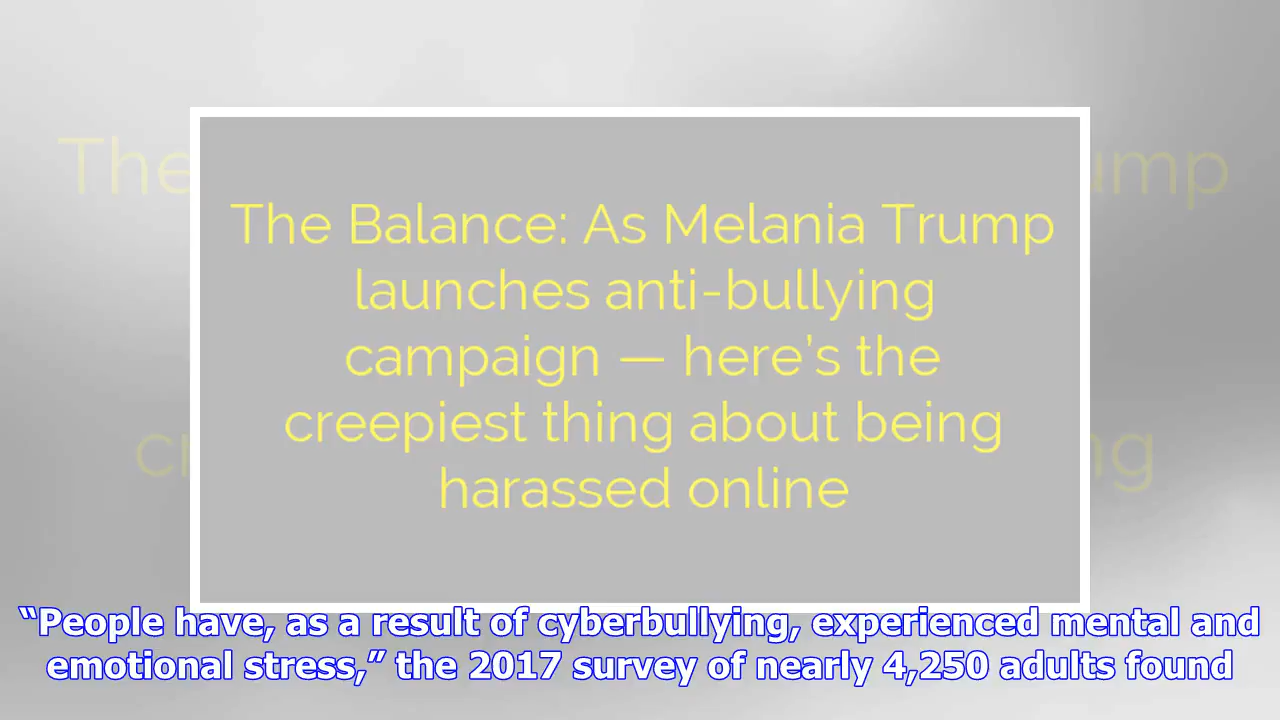 The Balance: As Melania Trump
launches anti-bullying
campaign — here’s the
creepiest thing about being
harassed online
“People have, as a result of cyberbullying, experienced mental and
emotional stress,” the 2017 survey of nearly 4,250 adults found